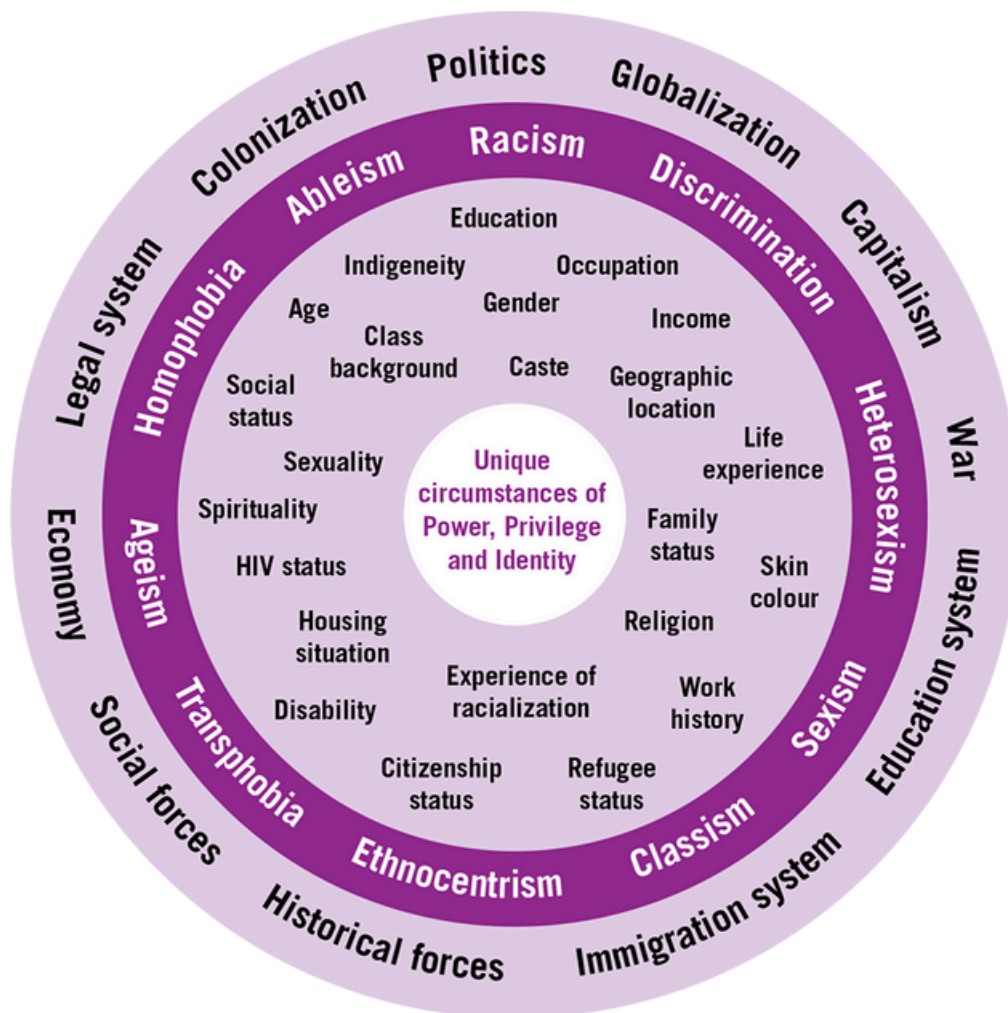 Politics
Globalization
Capitalism
War
Education system
Immigration system
Historical forces
Social forces
Economy
Legal system
Colonization
Racism
Discrimination
Heterosexism
Sexism
Classism
Ethnocentrism
Transphobia
Ageism
Homophobia
Ableism
Education
Indigeneity
Occupation
Age
Gender
Income
Class
background
Caste
Geographic
location
Social
status
Life
experience
Sexuality
Spirituality
Family
status
HIV status
Skin
colour
Housing
situation
Religion
Experience of
racialization
Work
history
Disability
Citizenship
status
Refugee
status
Unique
circumstances of
Power, Privilege
and Identity